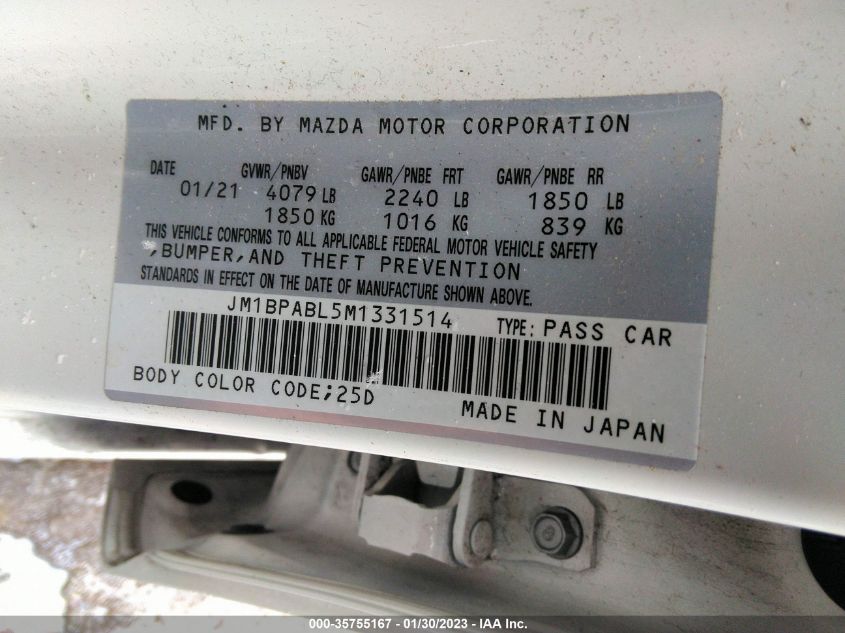 MFD. BY MAZDA MOTOR CORPORATION
DATE GVWR/PNBV GAWR/PNBE FRT GAWR/PNBE RR
01/21 4079 LB 2240 LB 1850 LB
1850 KG 1016 KG 839 KG
THIS VEHICLE CONFORMS TO ALL APPLICABLE FEDERAL MOTOR VEHICLE SAFETY
,BUMPER,AND THEFT PREVENTION
STANDARDS IN EFFECT ON THE DATE OF MANUFACTURE SHOWN ABOVE.
JM1BPABL5M1331514 TYPE: PASS CAR
BODY COLOR CODE;25D
MADE IN JAPAN
000-35755167 - 01/30/2023 - IAA Inc.